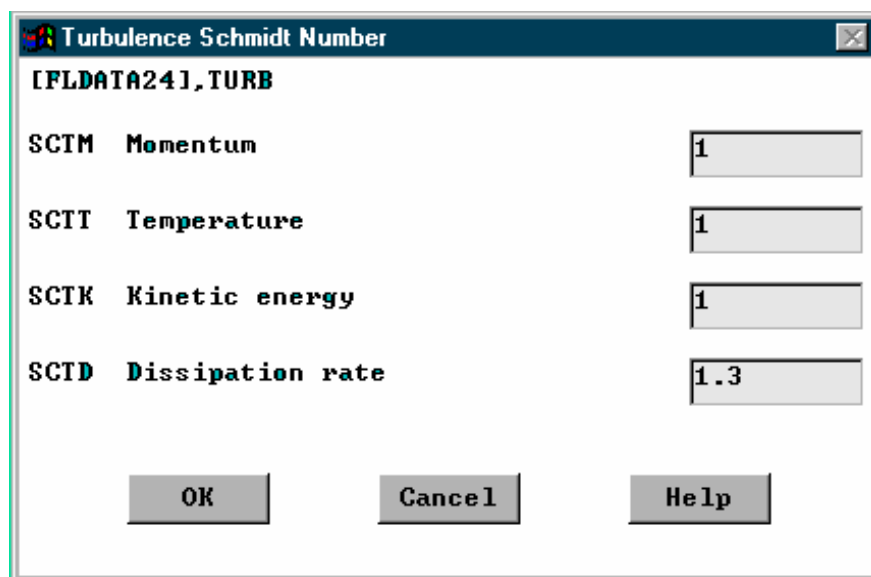 Turbulence Schmidt Number
[FLDATA24],TURB
SCTM Momentum 1
SCTT Temperature 1
SCTK Kinetic energy 1
SCTD Dissipation rate 1.3
OK Cancel Help